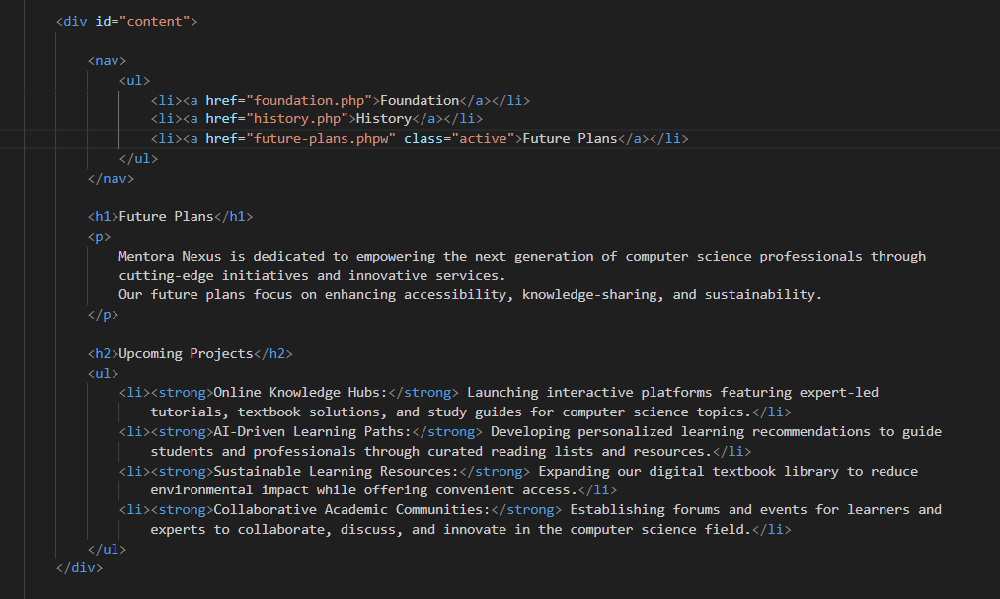 <div id="content">
<nav>
<ul>
<li><a href="foundation.php">Foundation</a></li>
<li><a href="history.php">History</a></li>
<li><a href="future-plans.phpw" class="active">Future Plans</a></li>
</ul>
</nav>
<h1>Future Plans</h1>
<p>
Mentora Nexus is dedicated to empowering the next generation of computer science professionals through
cutting-edge initiatives and innovative services.
Our future plans focus on enhancing accessibility, knowledge-sharing, and sustainability.
</p>
<h2>Upcoming Projects</h2>
<ul>
<li><strong>Online Knowledge Hubs:</strong> Launching interactive platforms featuring expert-led
tutorials, textbook solutions, and study guides for computer science topics.</li>
<li><strong>AI-Driven Learning Paths:</strong> Developing personalized learning recommendations to guide
students and professionals through curated reading lists and resources.</li>
<li><strong>Sustainable Learning Resources:</strong> Expanding our digital textbook library to reduce
environmental impact while offering convenient access.</li>
<li><strong>Collaborative Academic Communities:</strong> Establishing forums and events for learners and
experts to collaborate, discuss, and innovate in the computer science field.</li>
</ul>
</div>